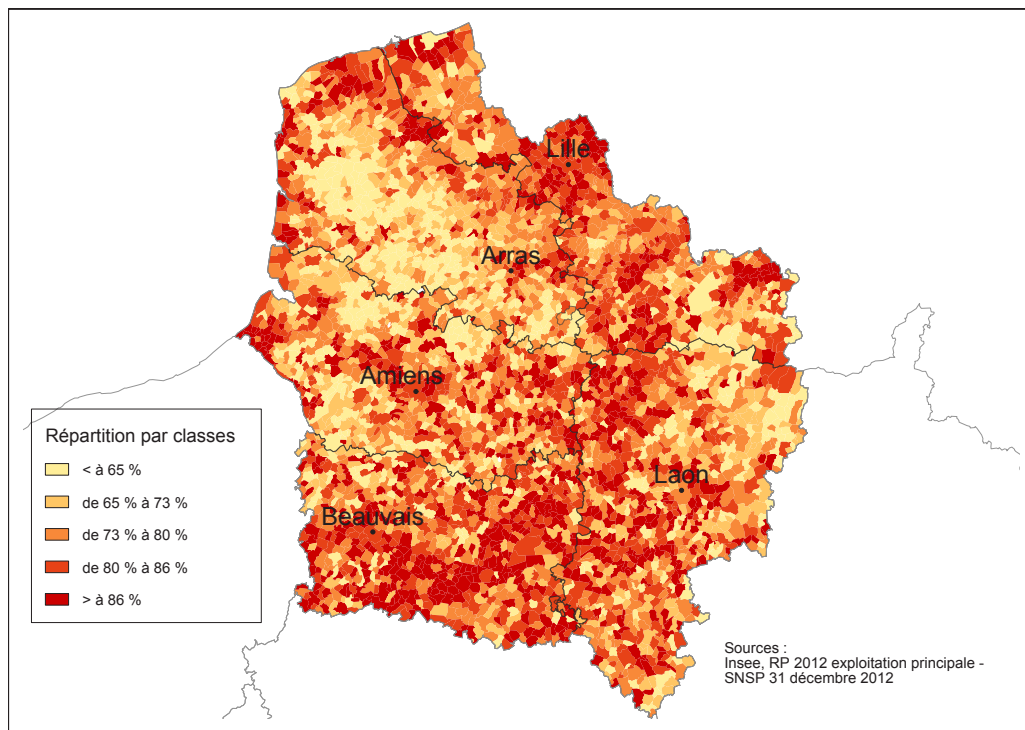 Lille
Arras
Amiens
Répartition par classes
< à 65 %
de 65 % à 73 %
de 73 % à 80 %
de 80 % à 86 %
> à 86 %
Laon
Beauvais
Sources :
Insee, RP 2012 exploitation principale -
SNSP 31 décembre 2012